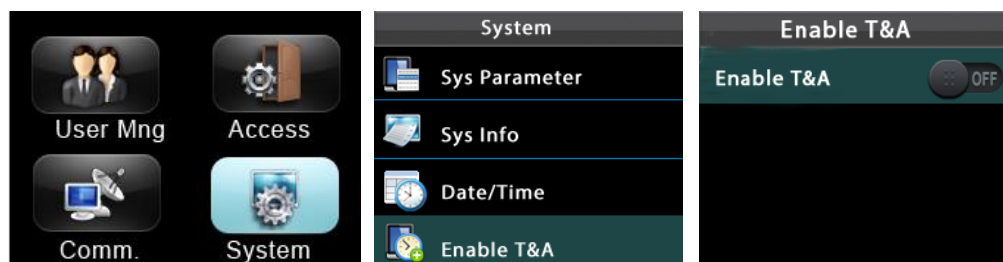 User Mng
Access
Comm.
System
System
Sys Parameter
Sys Info
Date/Time
Enable T&A
Enable T&A
Enable T&A
OFF